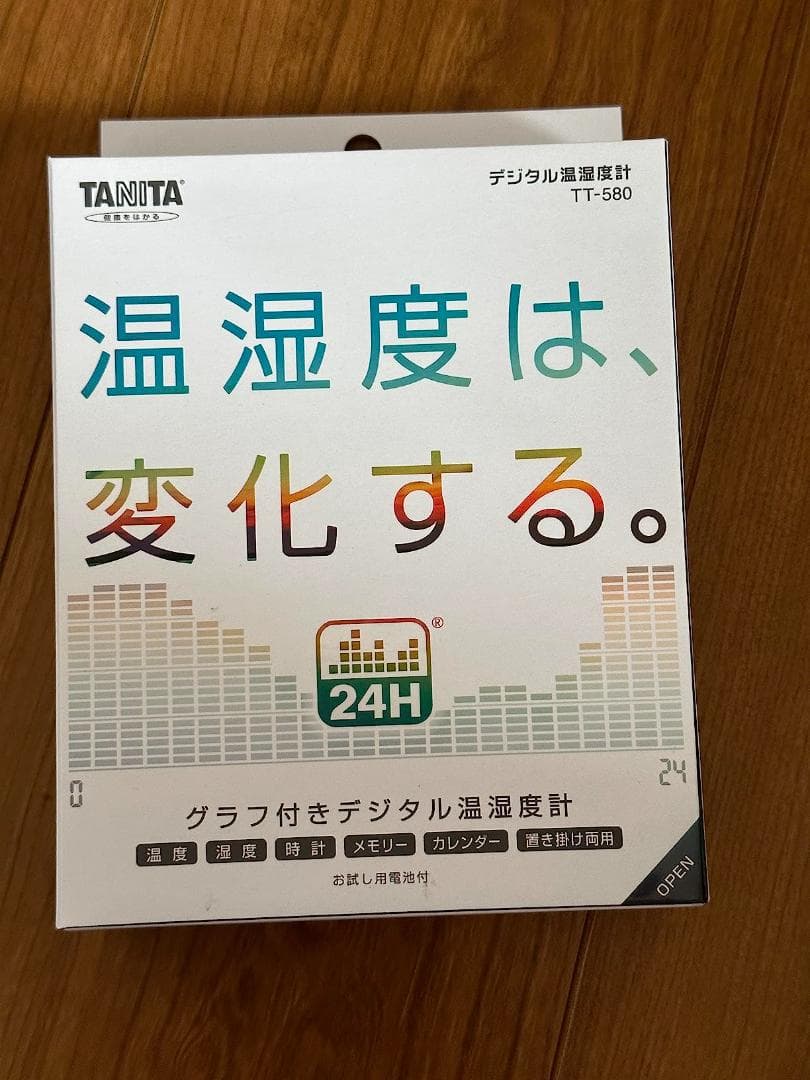 TANITA®
健康をはかる
デジタル温湿度計
TT-580
温湿度は、
変化する。
24H
®
0
24
グラフ付きデジタル温湿度計
温度 湿度 時計 メモリー カレンダー 置き掛け両用
お試し用電池付
OPEN